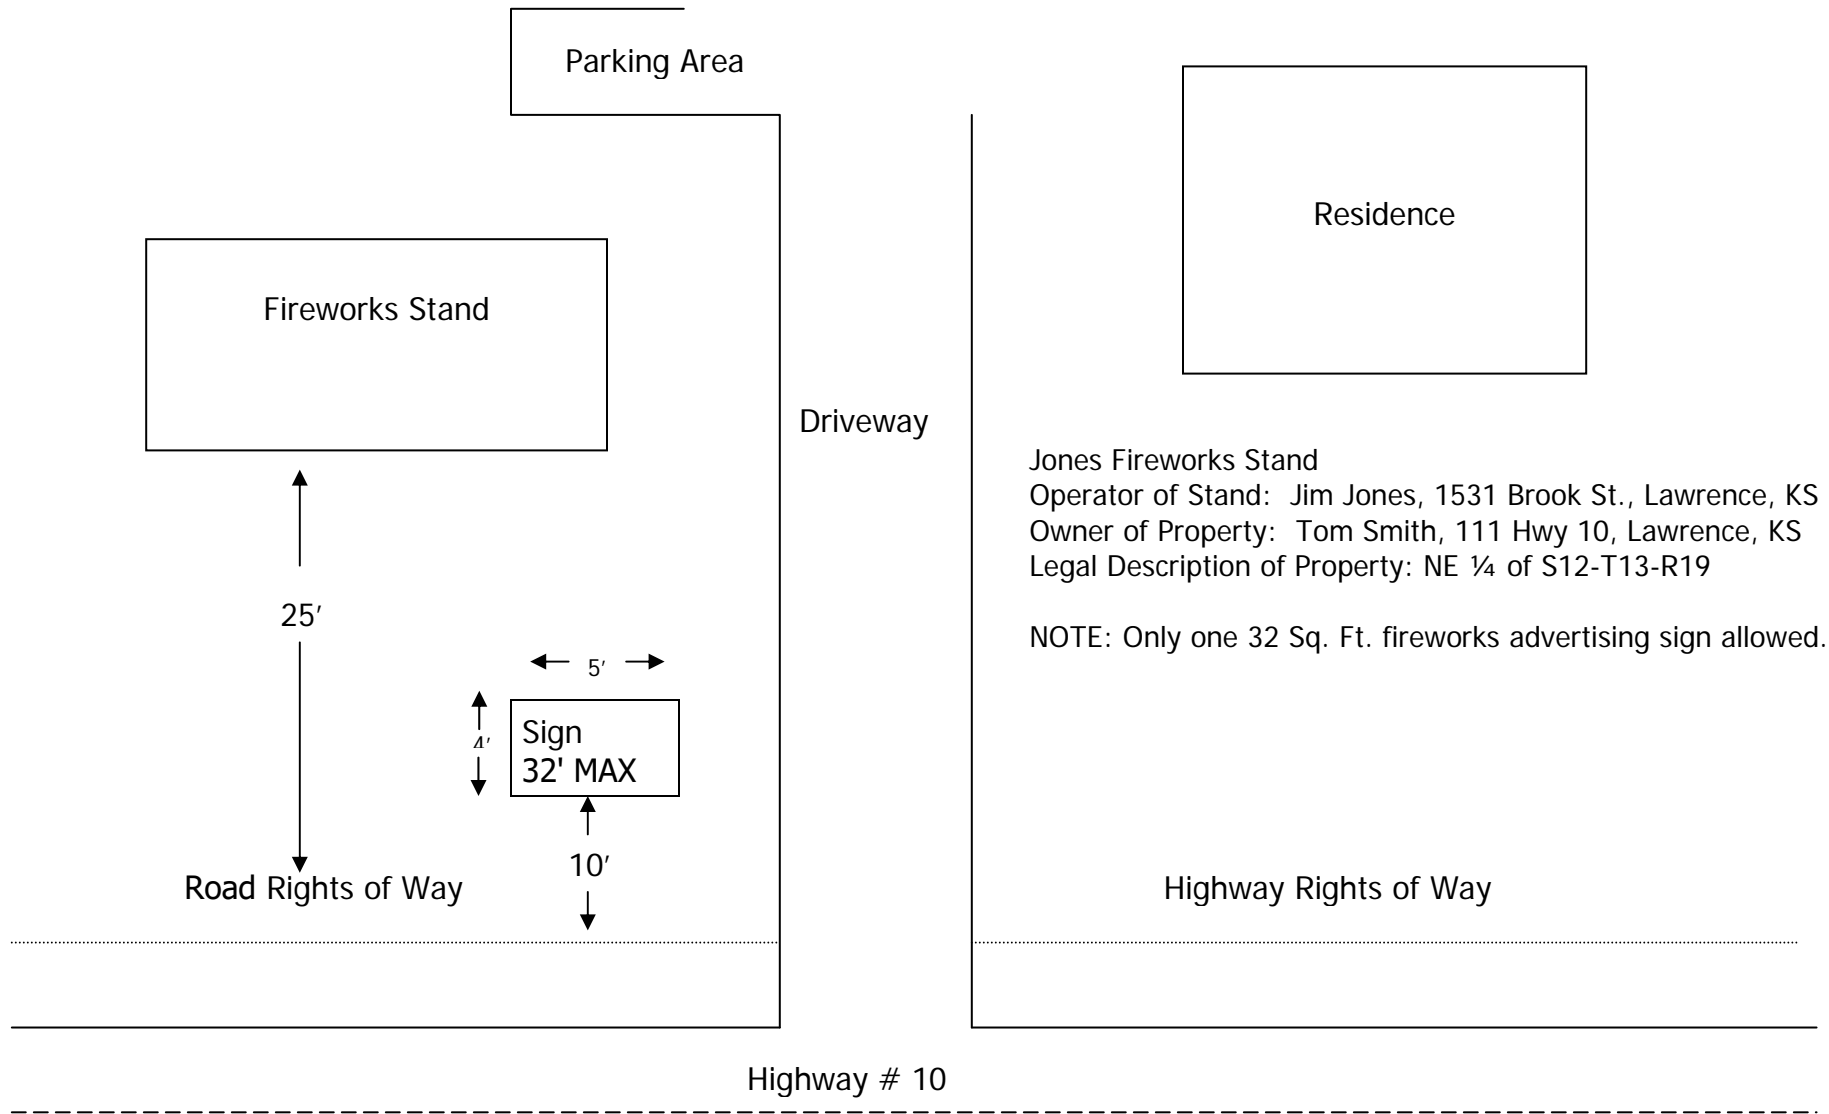 Parking Area
Residence
Fireworks Stand
Driveway
Jones Fireworks Stand
Operator of Stand: Jim Jones, 1531 Brook St., Lawrence, KS
Owner of Property: Tom Smith, 111 Hwy 10, Lawrence, KS
Legal Description of Property: NE ¼ of S12-T13-R19
NOTE: Only one 32 Sq. Ft. fireworks advertising sign allowed.
25′
5′
4′
Sign
32' MAX
10′
Road Rights of Way
Highway Rights of Way
Highway # 10